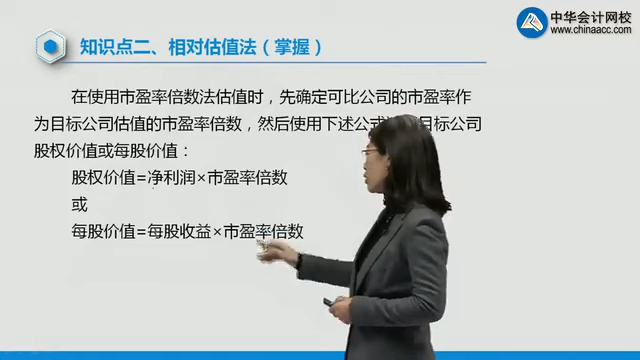 知识点二、相对估值法（掌握）
中华会计网校
www.chinaacc.com
在使用市盈率倍数法估值时，先确定可比公司的市盈率作
为目标公司估值的市盈率倍数，然后使用下述公式 目标公司
股权价值或每股价值：
股权价值=净利润×市盈率倍数
或
每股价值=每股收益×市盈率倍数